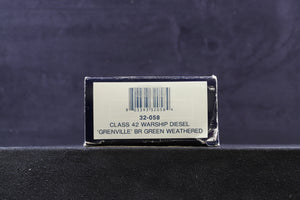 32-058
CLASS 42 WARSHIP DIESEL
'GRENVILLE' BR GREEN WEATHERED